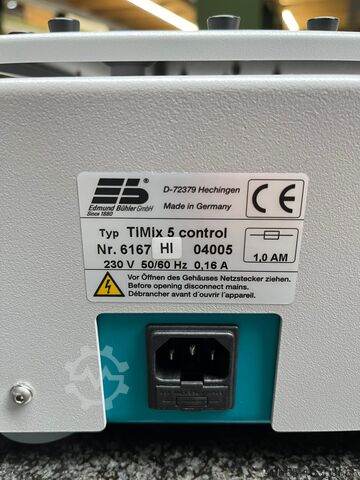 eb
Edmund Bühler GmbH
Since 1880
D-72379 Hechingen
Made in Germany
CE
Typ TiMix 5 control
Nr. 6167 HI 04005
230 V 50/60 Hz 0,16 A
1,0 AM
Vor Öffnen des Gehäuses Netzstecker ziehen.
Before opening disconnect mains.
Débrancher avant d'ouvrir l'appareil.